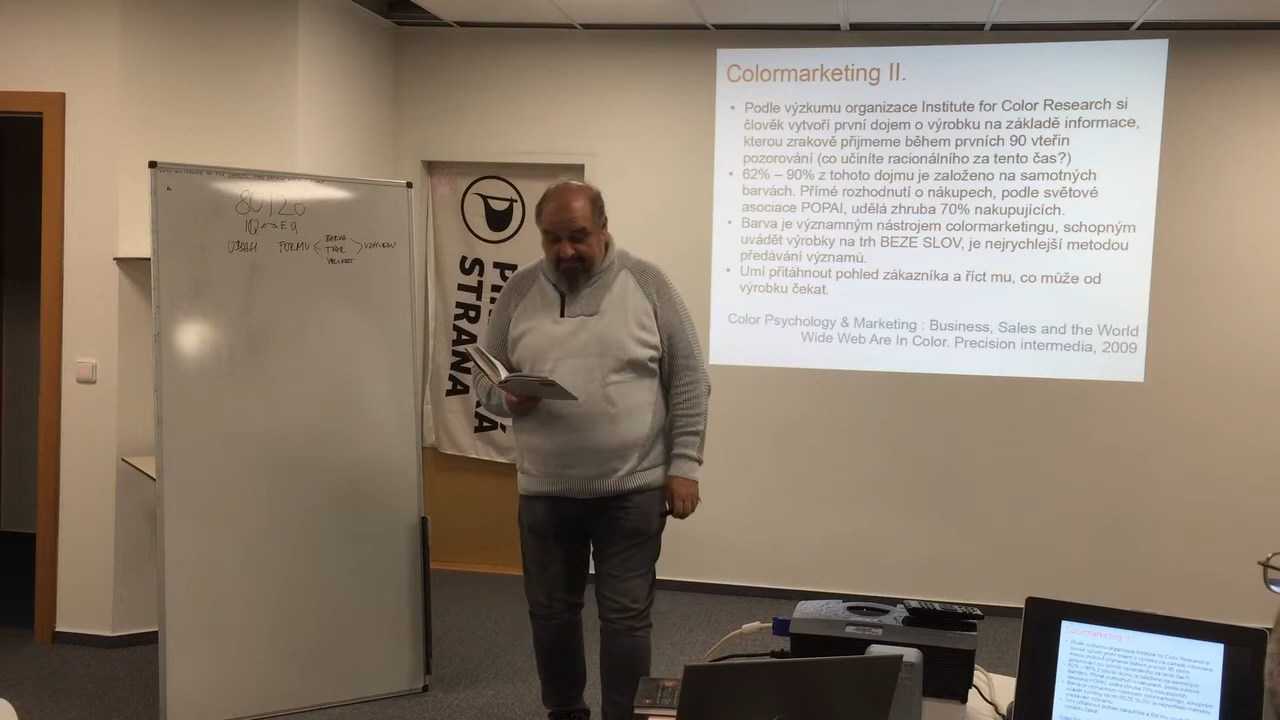 80/20
IQ EQ
OBSAH FORMU BARVA
TVAR
VELIKOST
STRANA
Colormarketing II.
• Podle výzkumu organizace Institute for Color Research si
člověk vytvoří první dojem o výrobku na základě informace,
kterou zrakově přijmeme během prvních 90 vteřin
pozorování (co učiníte racionálního za tento čas?)
• 62% – 90% z tohoto dojmu je založeno na samotných
barvách. Přímé rozhodnutí o nákupech, podle světové
asociace POPAI, udělá zhruba 70% nakupujících.
• Barva je významným nástrojem colormarketingu, schopným
uvádět výrobky na trh BEZE SLOV, je nejrychlejší metodou
předávání významů.
• Umí přitáhnout pohled zákazníka a říct mu, co může od
výrobku čekat.
Color Psychology & Marketing : Business, Sales and the World
Wide Web Are In Color. Precision intermedia, 2009
Colormarketing II.